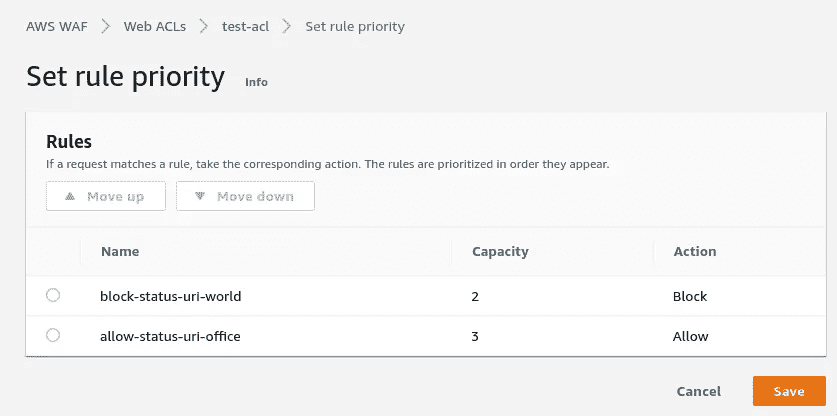 AWS WAF > Web ACLs > test-acl > Set rule priority
Set rule priority Info
Rules
If a request matches a rule, take the corresponding action. The rules are prioritized in order they appear.
Move up Move down
Name Capacity Action
block-status-uri-world 2 Block
allow-status-uri-office 3 Allow
Cancel Save